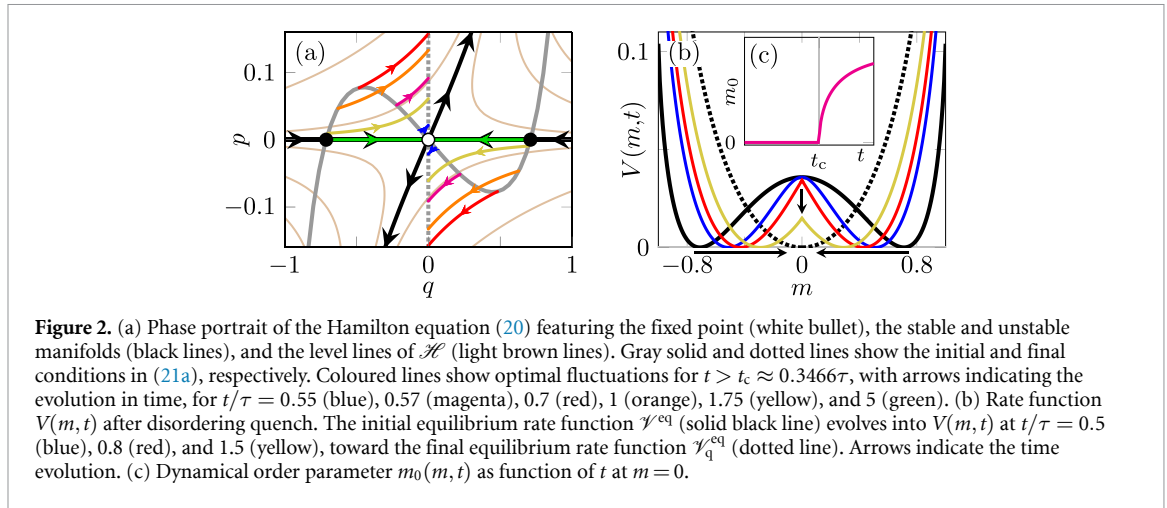 (a)
0.1
0
−0.1
p
−1
0
1
q
(b)
0.1
0
V(m,t)
−0.8
0
0.8
m
(c)
m0
0
tc
t
Figure 2. (a) Phase portrait of the Hamilton equation (20) featuring the fixed point (white bullet), the stable and unstable
manifolds (black lines), and the level lines of ℋ (light brown lines). Gray solid and dotted lines show the initial and final
conditions in (21a), respectively. Coloured lines show optimal fluctuations for t > tc ≈ 0.3466τ, with arrows indicating the
evolution in time, for t/τ = 0.55 (blue), 0.57 (magenta), 0.7 (red), 1 (orange), 1.75 (yellow), and 5 (green). (b) Rate function
V(m,t) after disordering quench. The initial equilibrium rate function 𝒱eq (solid black line) evolves into V(m,t) at t/τ = 0.5
(blue), 0.8 (red), and 1.5 (yellow), toward the final equilibrium rate function 𝒱qeq (dotted line). Arrows indicate the time
evolution. (c) Dynamical order parameter m0(m,t) as function of t at m = 0.